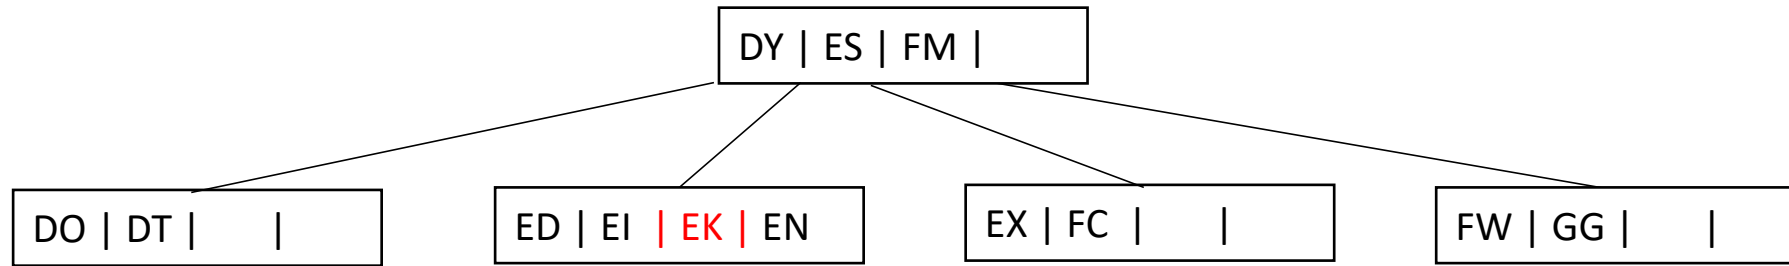 DY | ES | FM |
DO | DT | |
ED | EI | EK | EN
EX | FC | |
FW | GG | |